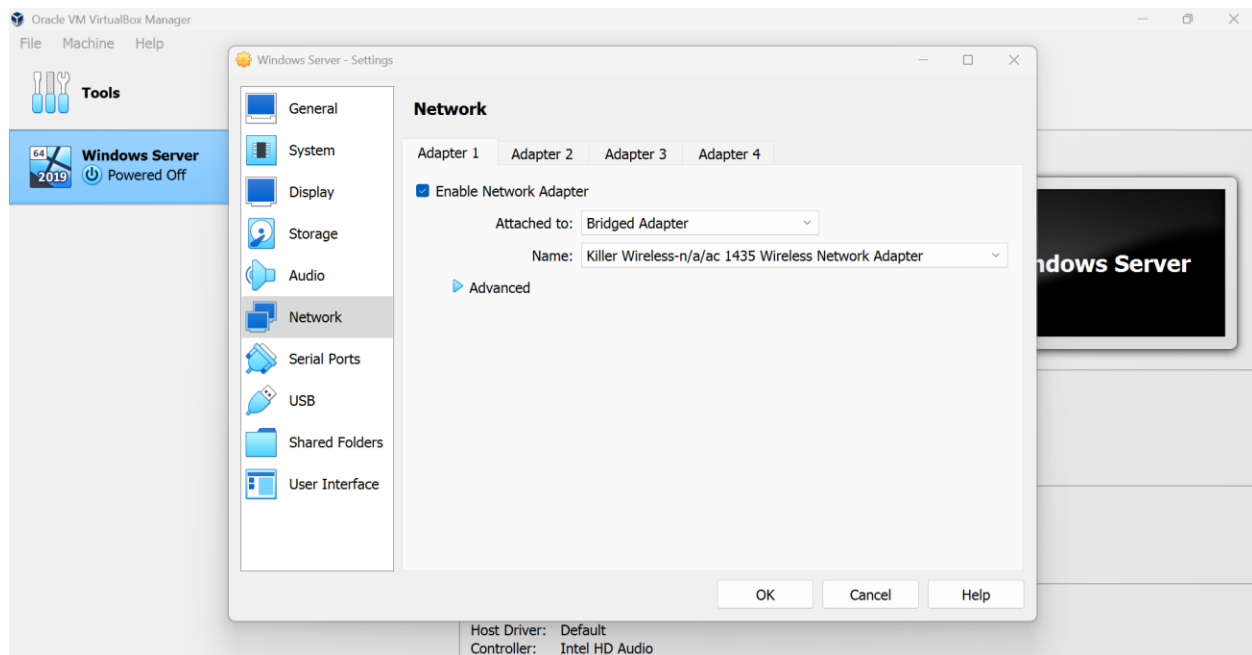 Oracle VM VirtualBox Manager
File Machine Help
Tools
64
2019
Windows Server
Powered Off
Windows Server - Settings
General
System
Display
Storage
Audio
Network
Serial Ports
USB
Shared Folders
User Interface
Network
Adapter 1 Adapter 2 Adapter 3 Adapter 4
Enable Network Adapter
Attached to: Bridged Adapter
Name: Killer Wireless-n/a/ac 1435 Wireless Network Adapter
Advanced
OK Cancel Help
ndows Server
Host Driver: Default
Controller: Intel HD Audio